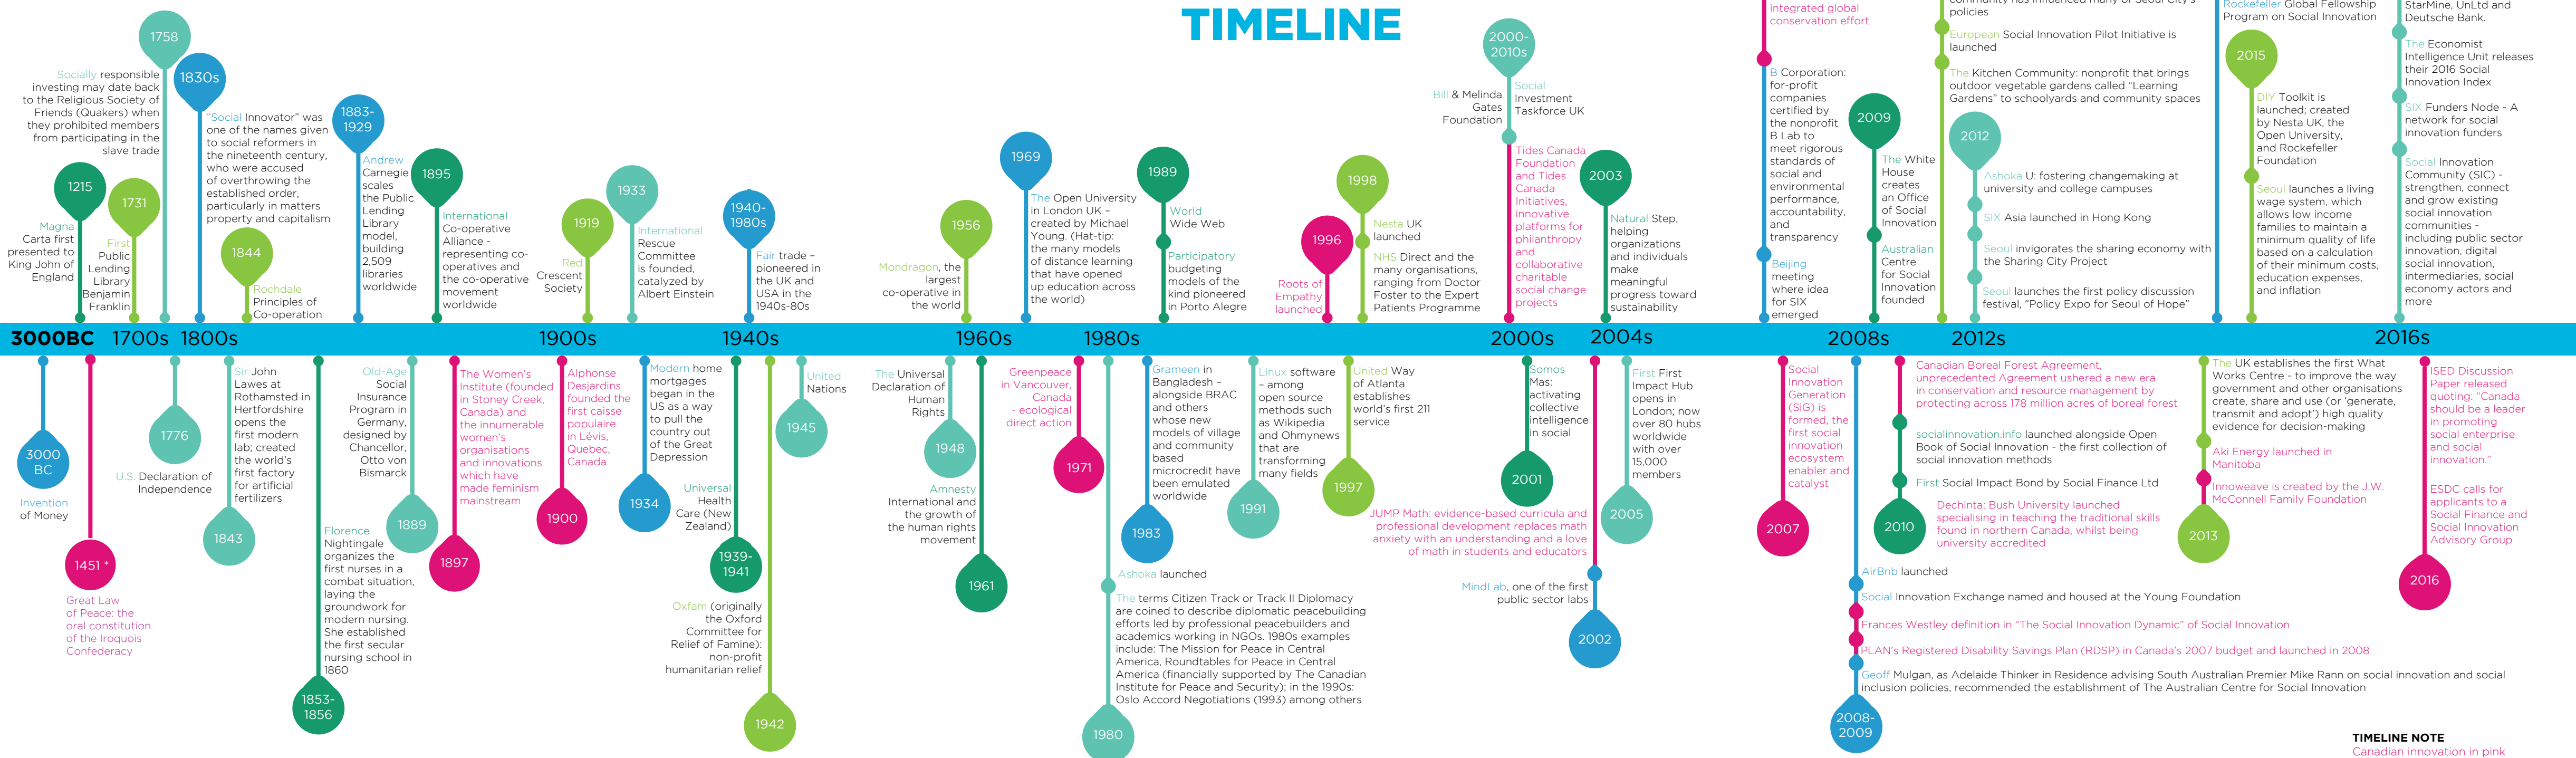 TIMELINE
1758
Socially responsible
investing may date back
to the Religious Society of
Friends (Quakers) when
they prohibited members
from participating in the
slave trade
1830s
"Social Innovator" was
one of the names given
to social reformers in
the nineteenth century,
who were accused
of overthrowing the
established order,
particularly in matters
property and capitalism
1215
Magna
Carta first
presented to
King John of
England
1731
First
Public
Lending
Library
Benjamin
Franklin
1844
Rochdale
Principles of
Co-operation
1883-
1929
Andrew
Carnegie
scales
the Public
Lending
Library
model,
building
2,509
libraries
worldwide
1895
International
Co-operative
Alliance -
representing co-
operatives and
the co-operative
movement
worldwide
1919
Red
Crescent
Society
1933
International
Rescue
Committee
is founded,
catalyzed by
Albert Einstein
1940-
1980s
Fair trade –
pioneered in
the UK and
USA in the
1940s-80s
1956
Mondragon, the
largest
co-operative in
the world
1969
The Open University
in London UK –
created by Michael
Young. (Hat-tip:
the many models
of distance learning
that have opened
up education across
the world)
1989
World
Wide Web
Participatory
budgeting
models of the
kind pioneered
in Porto Alegre
1996
Roots of
Empathy
launched
1998
Nesta UK
launched
NHS Direct and the
many organisations,
ranging from Doctor
Foster to the Expert
Patients Programme
2000-
2010s
Bill & Melinda
Gates
Foundation
Social
Investment
Taskforce UK
Tides Canada
Foundation
and Tides
Canada
Initiatives,
innovative
platforms for
philanthropy
and
collaborative
charitable
social change
projects
2003
Natural Step,
helping
organizations
and individuals
make
meaningful
progress toward
sustainability
integrated global
conservation effort
B Corporation:
for-profit
companies
certified by
the nonprofit
B Lab to
meet rigorous
standards of
social and
environmental
performance,
accountability,
and
transparency
Beijing
meeting
where idea
for SIX
emerged
2009
The White
House
creates
an Office
of Social
Innovation
Australian
Centre
for Social
Innovation
founded
community has influenced many of Seoul City's
policies
European Social Innovation Pilot Initiative is
launched
The Kitchen Community: nonprofit that brings
outdoor vegetable gardens called "Learning
Gardens" to schoolyards and community spaces
2012
Ashoka U: fostering changemaking at
university and college campuses
SIX Asia launched in Hong Kong
Seoul invigorates the sharing economy with
the Sharing City Project
Seoul launches the first policy discussion
festival, "Policy Expo for Seoul of Hope"
Rockefeller Global Fellowship
Program on Social Innovation
2015
DIY Toolkit is
launched; created
by Nesta UK, the
Open University,
and Rockefeller
Foundation
Seoul launches a living
wage system, which
allows low income
families to maintain a
minimum quality of life
based on a calculation
of their minimum costs,
education expenses,
and inflation
StarMine, UnLtd and
Deutsche Bank.
The Economist
Intelligence Unit releases
their 2016 Social
Innovation Index
SIX Funders Node - A
network for social
innovation funders
Social Innovation
Community (SIC) -
strengthen, connect
and grow existing
social innovation
communities -
including public sector
innovation, digital
social innovation,
intermediaries, social
economy actors and
more
3000BC 1700s 1800s 1900s 1940s 1960s 1980s 2000s 2004s 2008s 2012s 2016s
3000
BC
Invention
of Money
1451 *
Great Law
of Peace: the
oral constitution
of the Iroquois
Confederacy
1776
U.S. Declaration of
Independence
Sir John
Lawes at
Rothamsted in
Hertfordshire
opens the
first modern
lab; created
the world's
first factory
for artificial
fertilizers
1843
Florence
Nightingale
organizes the
first nurses in a
combat situation,
laying the
groundwork for
modern nursing.
She established
the first secular
nursing school in
1860
1853-
1856
Old-Age
Social
Insurance
Program in
Germany,
designed by
Chancellor,
Otto von
Bismarck
1889
The Women's
Institute (founded
in Stoney Creek,
Canada) and
the innumerable
women's
organisations
and innovations
which have
made feminism
mainstream
1897
Alphonse
Desjardins
founded the
first caisse
populaire
in Lévis,
Quebec,
Canada
1900
Modern home
mortgages
began in the
US as a way
to pull the
country out
of the Great
Depression
1934
Universal
Health
Care (New
Zealand)
1939-
1941
Oxfam (originally
the Oxford
Committee for
Relief of Famine):
non-profit
humanitarian relief
1942
United
Nations
1945
The Universal
Declaration of
Human
Rights
1948
Amnesty
International and
the growth of
the human rights
movement
1961
Greenpeace
in Vancouver,
Canada
- ecological
direct action
1971
Ashoka launched
The terms Citizen Track or Track II Diplomacy
are coined to describe diplomatic peacebuilding
efforts led by professional peacebuilders and
academics working in NGOs. 1980s examples
include: The Mission for Peace in Central
America, Roundtables for Peace in Central
America (financially supported by The Canadian
Institute for Peace and Security); in the 1990s:
Oslo Accord Negotiations (1993) among others
1980
Grameen in
Bangladesh –
alongside BRAC
and others
whose new
models of village
and community
based
microcredit have
been emulated
worldwide
1983
Linux software
– among
open source
methods such
as Wikipedia
and Ohmynews
that are
transforming
many fields
1991
United Way
of Atlanta
establishes
world's first 211
service
1997
Somos
Mas:
activating
collective
intelligence
in social
2001
JUMP Math: evidence-based curricula and
professional development replaces math
anxiety with an understanding and a love
of math in students and educators
MindLab, one of the first
public sector labs
2002
First First
Impact Hub
opens in
London; now
over 80 hubs
worldwide
with over
15,000
members
2005
Social
Innovation
Generation
(SiG) is
formed, the
first social
innovation
ecosystem
enabler and
catalyst
2007
AirBnb launched
Social Innovation Exchange named and housed at the Young Foundation
Frances Westley definition in "The Social Innovation Dynamic" of Social Innovation
PLAN's Registered Disability Savings Plan (RDSP) in Canada's 2007 budget and launched in 2008
Geoff Mulgan, as Adelaide Thinker in Residence advising South Australian Premier Mike Rann on social innovation and social
inclusion policies, recommended the establishment of The Australian Centre for Social Innovation
2008-
2009
Canadian Boreal Forest Agreement,
unprecedented Agreement ushered a new era
in conservation and resource management by
protecting across 178 million acres of boreal forest
socialinnovation.info launched alongside Open
Book of Social Innovation - the first collection of
social innovation methods
First Social Impact Bond by Social Finance Ltd
Dechinta: Bush University launched
specialising in teaching the traditional skills
found in northern Canada, whilst being
university accredited
2010
The UK establishes the first What
Works Centre - to improve the way
government and other organisations
create, share and use (or 'generate,
transmit and adopt') high quality
evidence for decision-making
Aki Energy launched in
Manitoba
Innoweave is created by the J.W.
McConnell Family Foundation
2013
ISED Discussion
Paper released
quoting: "Canada
should be a leader
in promoting
social enterprise
and social
innovation."
ESDC calls for
applicants to a
Social Finance and
Social Innovation
Advisory Group
2016
TIMELINE NOTE
Canadian innovation in pink